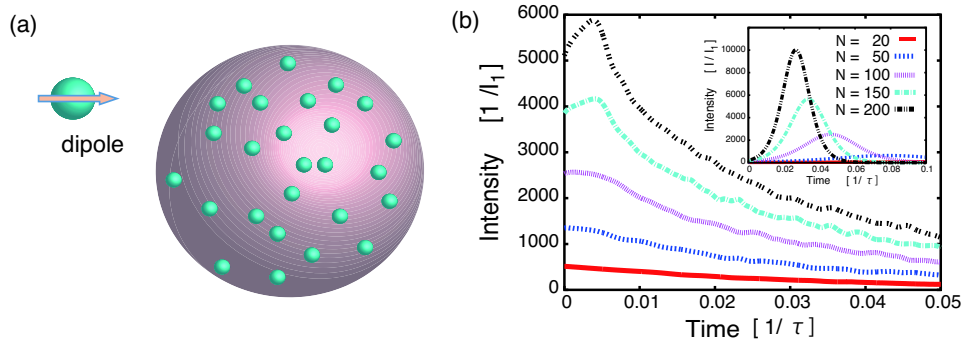 (a)
dipole
(b)
Intensity [1 /I₁]
6000
5000
4000
3000
2000
1000
0
0
0.01
0.02
0.03
0.04
0.05
Time [1/ τ]
Intensity [ I / I₁]
10000
8000
6000
4000
2000
0
0
0.02
0.04
0.06
0.08
0.1
Time [1/ τ]
N = 20
N = 50
N = 100
N = 150
N = 200